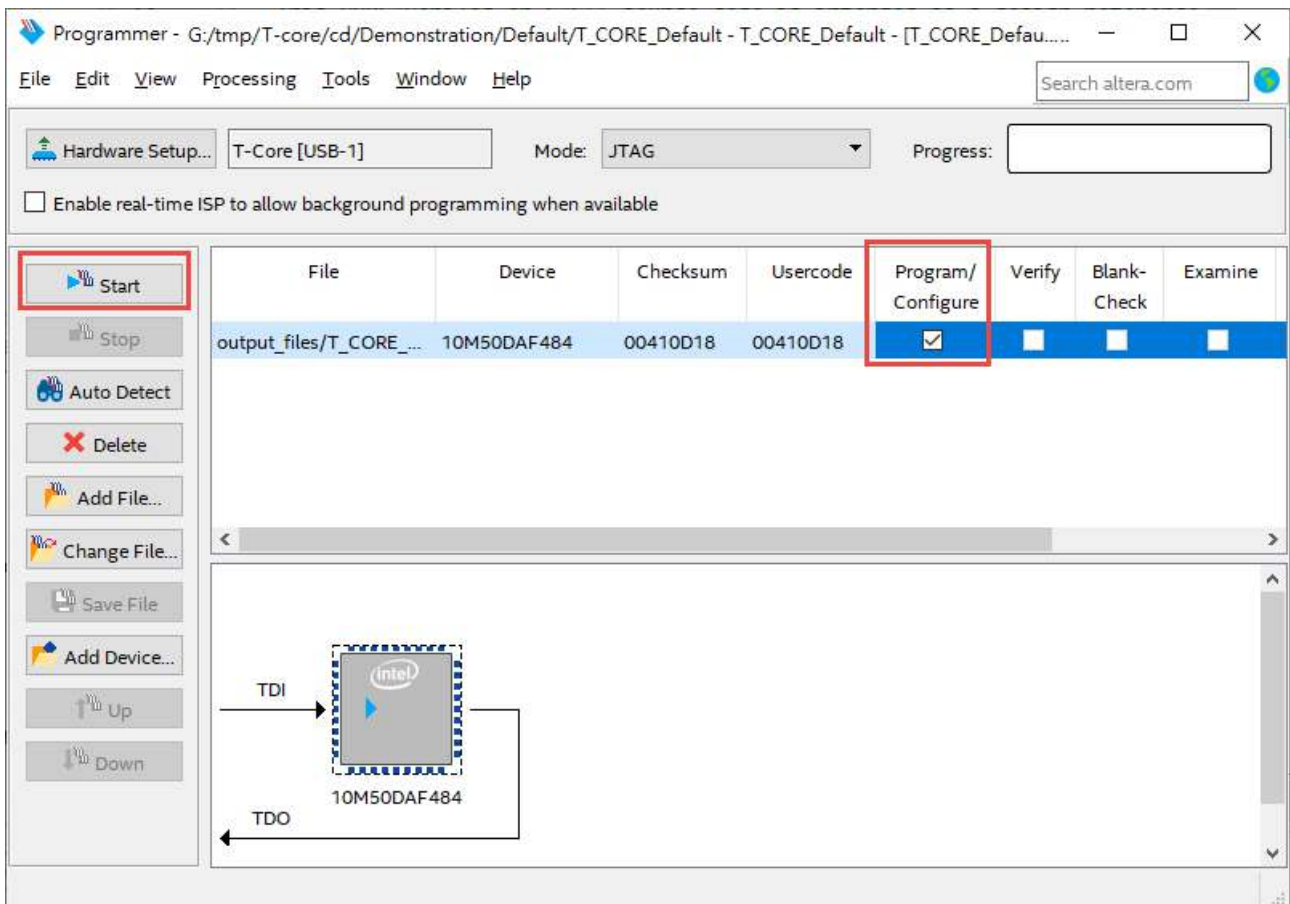 Programmer - G:/tmp/T-core/cd/Demonstration/Default/T_CORE_Default - T_CORE_Default - [T_CORE_Defau.....
File Edit View Processing Tools Window Help
Search altera.com
Hardware Setup... T-Core [USB-1] Mode: JTAG Progress:
Enable real-time ISP to allow background programming when available
Start
Stop
Auto Detect
Delete
Add File...
Change File...
Save File
Add Device...
Up
Down
File Device Checksum Usercode Program/ Verify Blank- Examine
Configure Check
output_files/T_CORE_... 10M50DAF484 00410D18 00410D18
TDI
intel
10M50DAF484
TDO